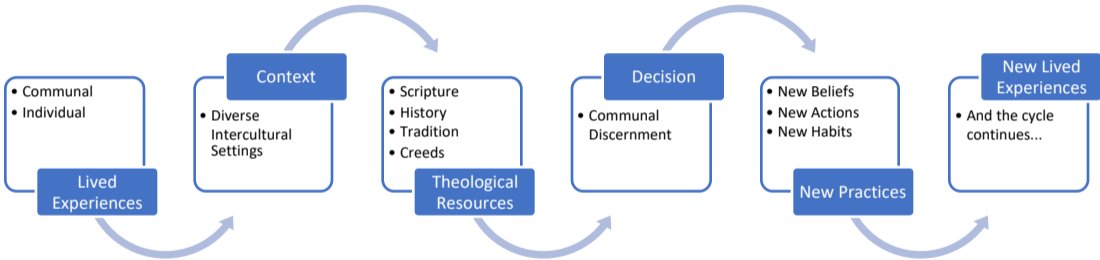 • Communal
• Individual
Lived
Experiences
Context
• Diverse
Intercultural
Settings
• Scripture
• History
• Tradition
• Creeds
Theological
Resources
Decision
• Communal
Discernment
• New Beliefs
• New Actions
• New Habits
New Practices
New Lived
Experiences
• And the cycle
continues...